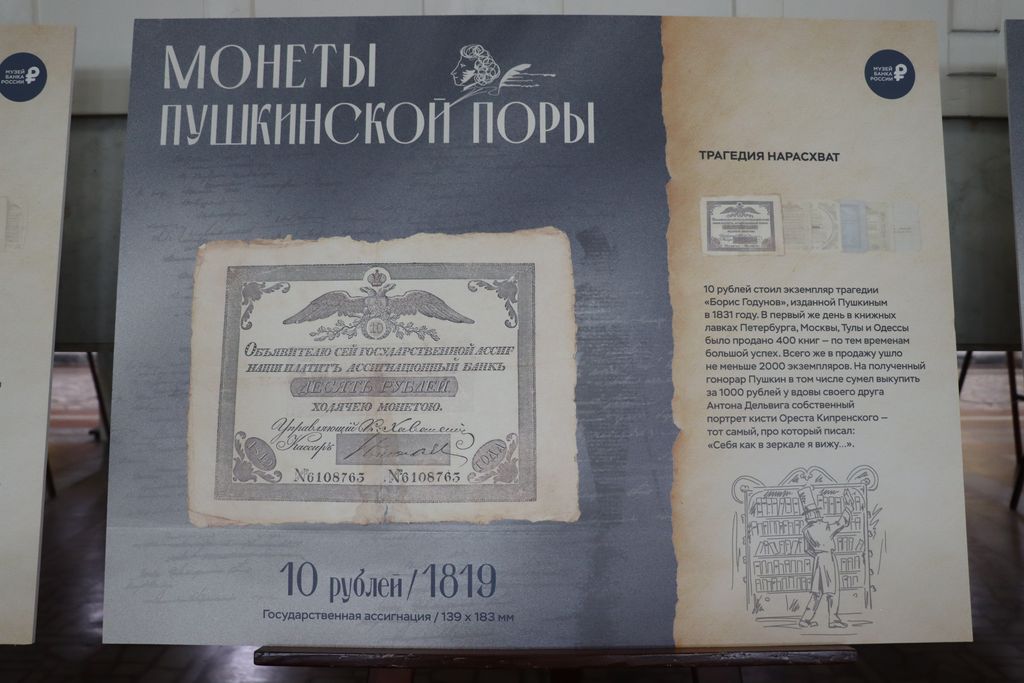 МУЗЕЙ
БАНКА
РОССИИ
МОНЕТЫ
ПУШКИНСКОЙ ПОРЫ
ОБЪЯВИТЕЛЮ СЕЙ ГОСУДАРСТВЕННОЙ АССИГ
НАЦИИ ПЛАТИТЪ АССИГНАЦИОННЫЙ БАНКЪ
ДЕСЯТЬ РУБЛЕЙ
ХОДЯЧЕЮ МОНЕТОЮ.
Управляющий
Кассиръ
№6108763 .№6108763
10 рублей / 1819
Государственная ассигнация / 139 х 183 мм
МУЗЕЙ
БАНКА
РОССИИ
ТРАГЕДИЯ НАРАСХВАТ
10 рублей стоил экземпляр трагедии
«Борис Годунов», изданной Пушкиным
в 1831 году. В первый же день в книжных
лавках Петербурга, Москвы, Тулы и Одессы
было продано 400 книг – по тем временам
большой успех. Всего же в продажу ушло
не меньше 2000 экземпляров. На полученный
гонорар Пушкин в том числе сумел выкупить
за 1000 рублей у вдовы своего друга
Антона Дельвига собственный
портрет кисти Ореста Кипренского –
тот самый, про который писал:
«Себя как в зеркале я вижу...».